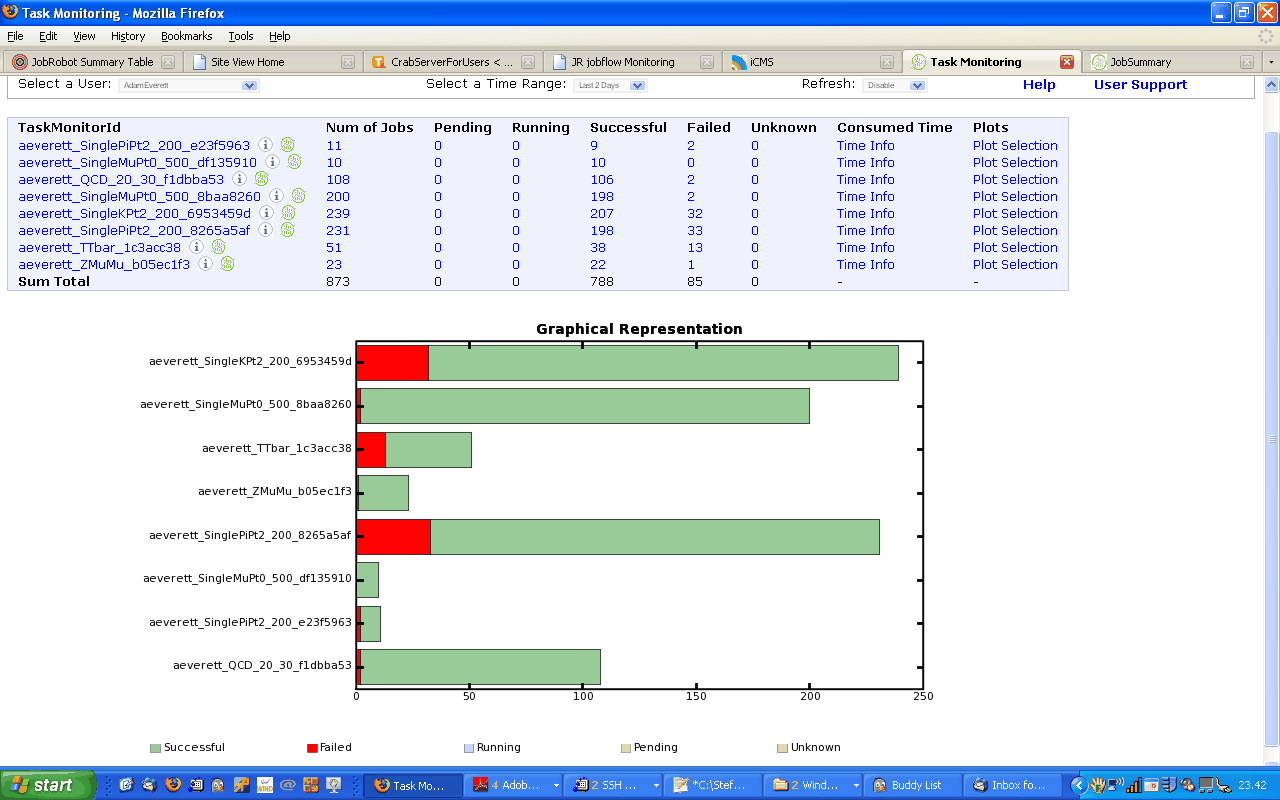 Task Monitoring - Mozilla Firefox
File Edit View History Bookmarks Tools Help
JobRobot Summary Table Site View Home CrabServerForUsers < ... JR jobflow Monitoring iCMS Task Monitoring JobSummary
Select a User: AdamEverett Select a Time Range: Last 2 Days Refresh: Disable Help User Support
TaskMonitorId Num of Jobs Pending Running Successful Failed Unknown Consumed Time Plots
aeverett_SinglePiPt2_200_e23f5963 i 11 0 0 9 2 0 Time Info Plot Selection
aeverett_SingleMuPt0_500_df135910 i 10 0 0 10 0 0 Time Info Plot Selection
aeverett_QCD_20_30_f1dbba53 i 108 0 0 106 2 0 Time Info Plot Selection
aeverett_SingleMuPt0_500_8baa8260 i 200 0 0 198 2 0 Time Info Plot Selection
aeverett_SingleKPt2_200_6953459d i 239 0 0 207 32 0 Time Info Plot Selection
aeverett_SinglePiPt2_200_8265a5af i 231 0 0 198 33 0 Time Info Plot Selection
aeverett_TTbar_1c3acc38 i 51 0 0 38 13 0 Time Info Plot Selection
aeverett_ZMuMu_b05ec1f3 i 23 0 0 22 1 0 Time Info Plot Selection
Sum Total 873 0 0 788 85 0 - -
Graphical Representation
aeverett_SingleKPt2_200_6953459d
aeverett_SingleMuPt0_500_8baa8260
aeverett_TTbar_1c3acc38
aeverett_ZMuMu_b05ec1f3
aeverett_SinglePiPt2_200_8265a5af
aeverett_SingleMuPt0_500_df135910
aeverett_SinglePiPt2_200_e23f5963
aeverett_QCD_20_30_f1dbba53
0 50 100 150 200 250
Successful Failed Running Pending Unknown
start Task Mo... 4 Adob... 2 SSH ... *C:\Stef... 2 Wind... Buddy List Inbox fo... 23.42